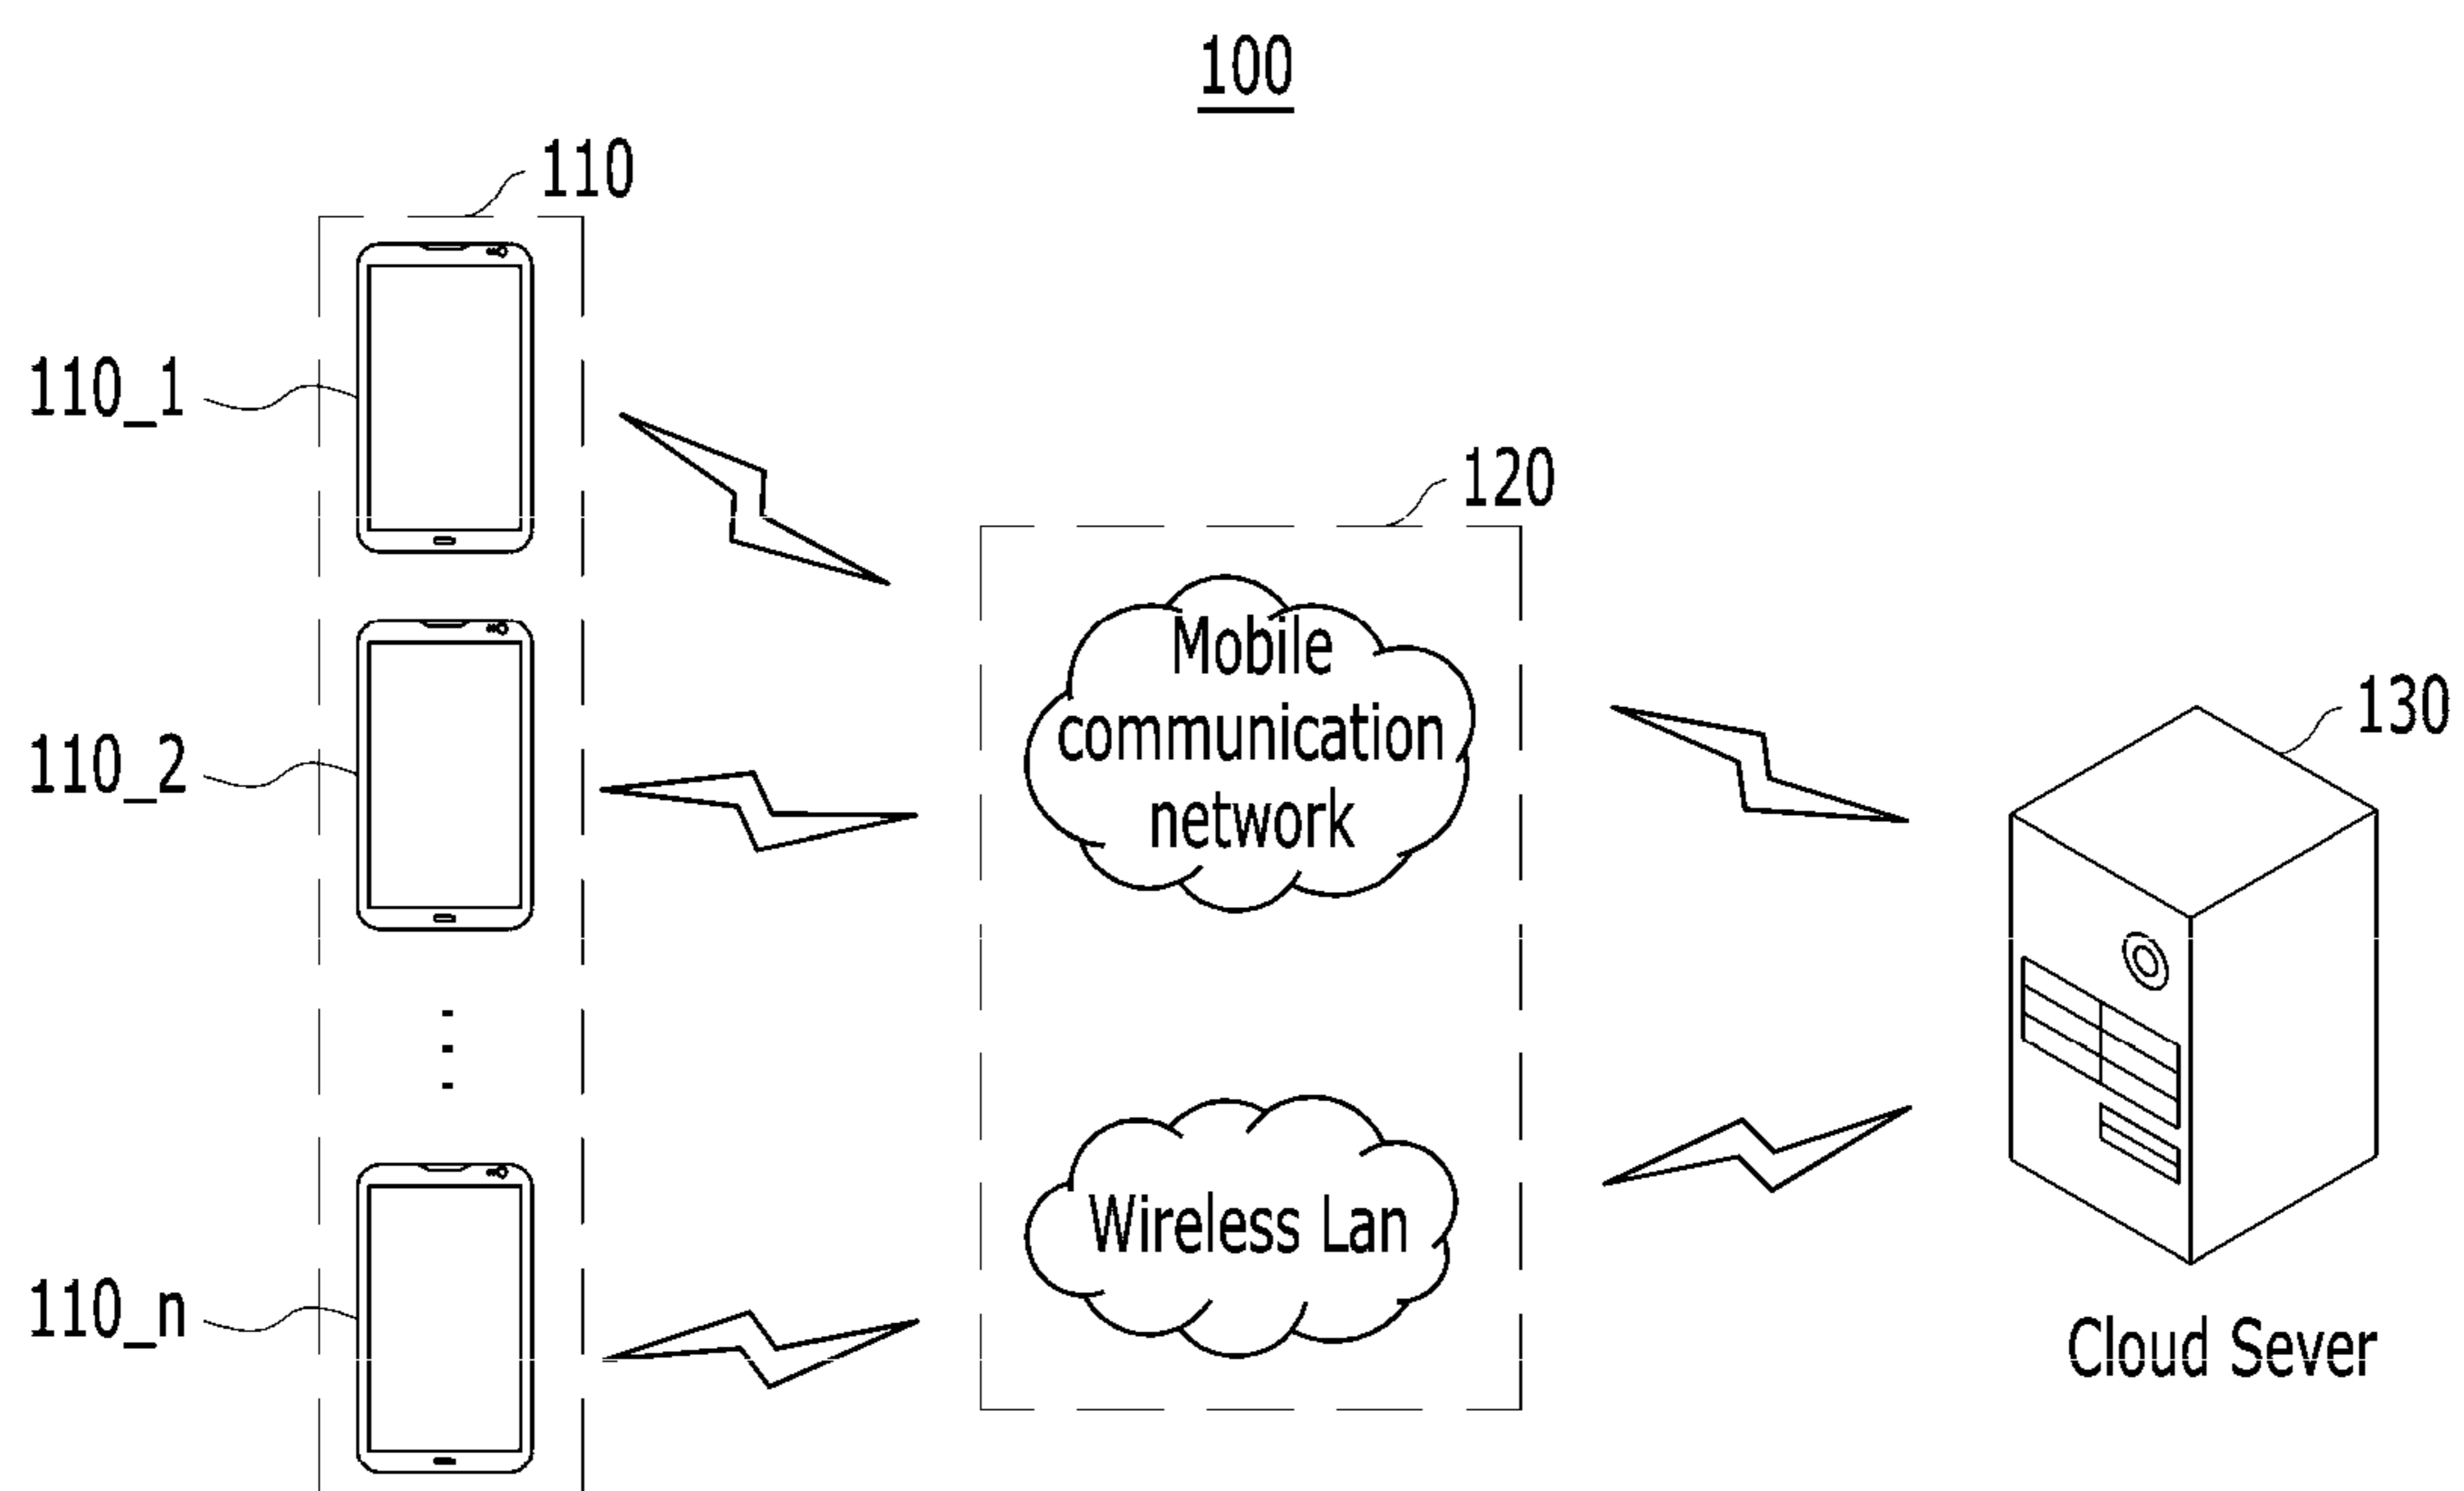 100
110
110_1
120
Mobile
communication
network
130
110_2
Wireless Lan
110_n
Cloud Sever